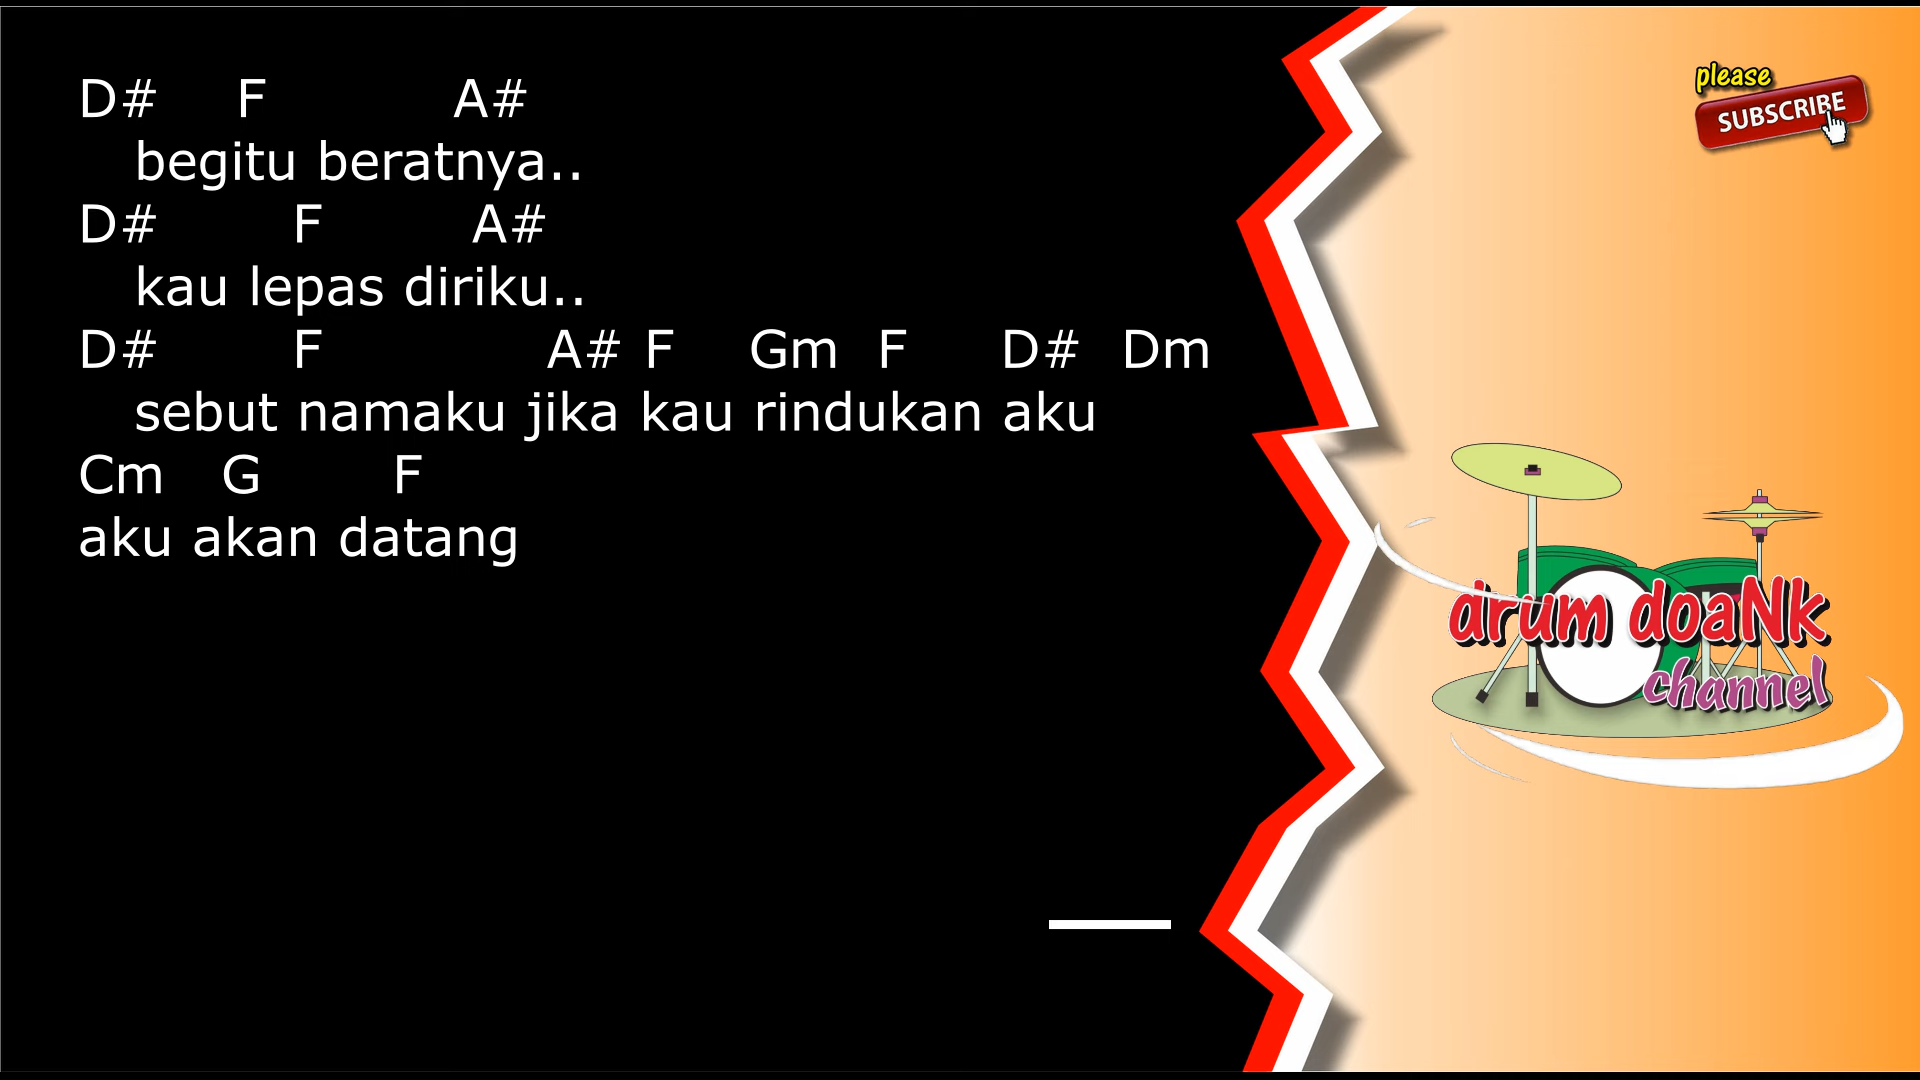 D# F A#
begitu beratnya..
D# F A#
kau lepas diriku..
D# F A# F Gm F D# Dm
sebut namaku jika kau rindukan aku
Cm G F
aku akan datang
please
SUBSCRIBE
drum doaNk
channel